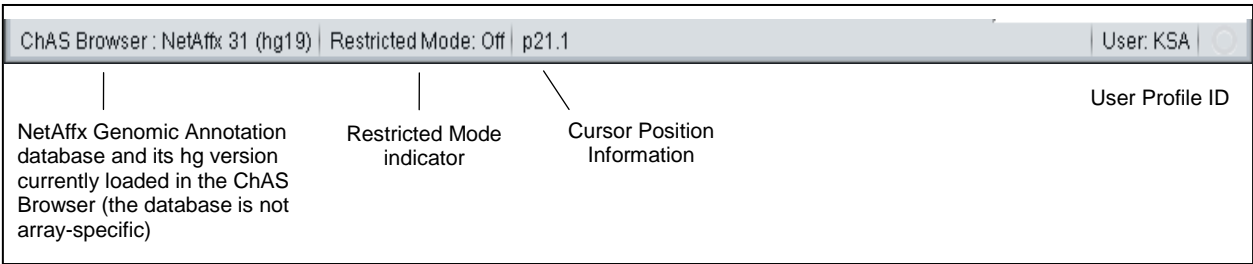 ChAS Browser : NetAffx 31 (hg19) Restricted Mode: Off p21.1 User: KSA
User Profile ID
NetAffx Genomic Annotation
database and its hg version
currently loaded in the ChAS
Browser (the database is not
array-specific)
Restricted Mode
indicator
Cursor Position
Information